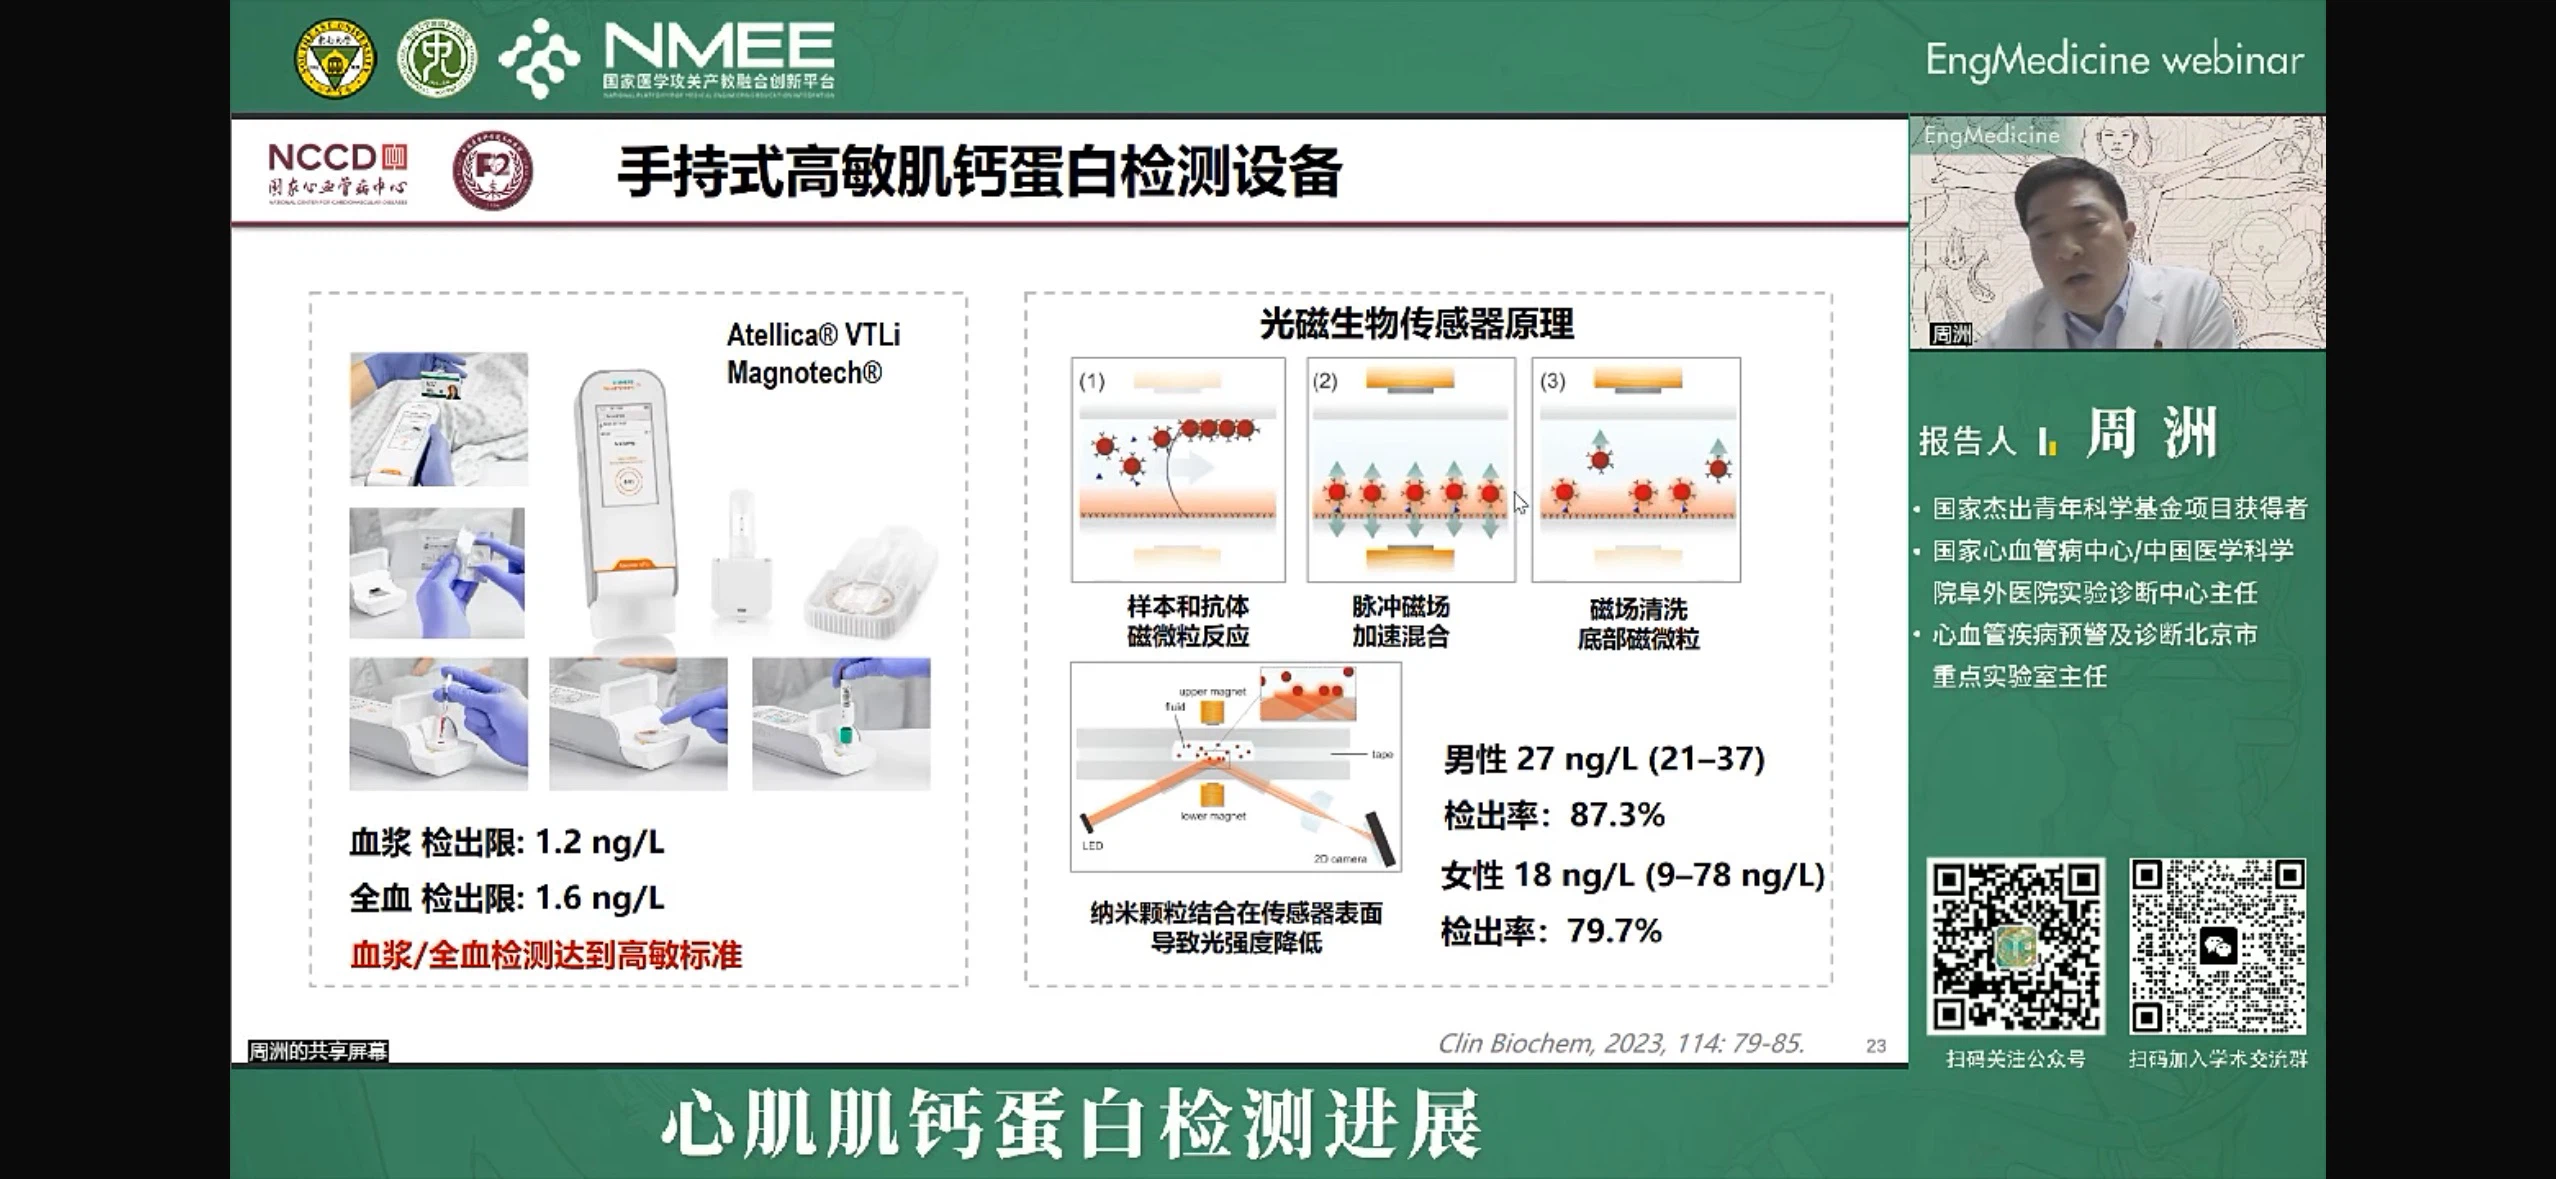 NMEE
国家医学攻关产教融合创新平台
NATIONAL PLATFORM OF MEDICAL ENGINEERING EDUCATION INTEGRATION
EngMedicine webinar
NCCD
国家心血管病中心
NATIONAL CENTER FOR CARDIOVASCULAR DISEASES
手持式高敏肌钙蛋白检测设备
Atellica® VTLi
Magnotech®
血浆 检出限: 1.2 ng/L
全血 检出限: 1.6 ng/L
血浆/全血检测达到高敏标准
光磁生物传感器原理
(1)
(2)
(3)
样本和抗体
磁微粒反应
脉冲磁场
加速混合
磁场清洗
底部磁微粒
upper magnet
fluid
tape
lower magnet
LED
2D camera
纳米颗粒结合在传感器表面
导致光强度降低
男性 27 ng/L (21–37)
检出率：87.3%
女性 18 ng/L (9–78 ng/L)
检出率：79.7%
Clin Biochem, 2023, 114: 79-85.
23
周洲的共享屏幕
EngMedicine
周洲
报告人 周 洲
• 国家杰出青年科学基金项目获得者
• 国家心血管病中心/中国医学科学
院阜外医院实验诊断中心主任
• 心血管疾病预警及诊断北京市
重点实验室主任
扫码关注公众号
扫码加入学术交流群
心肌肌钙蛋白检测进展